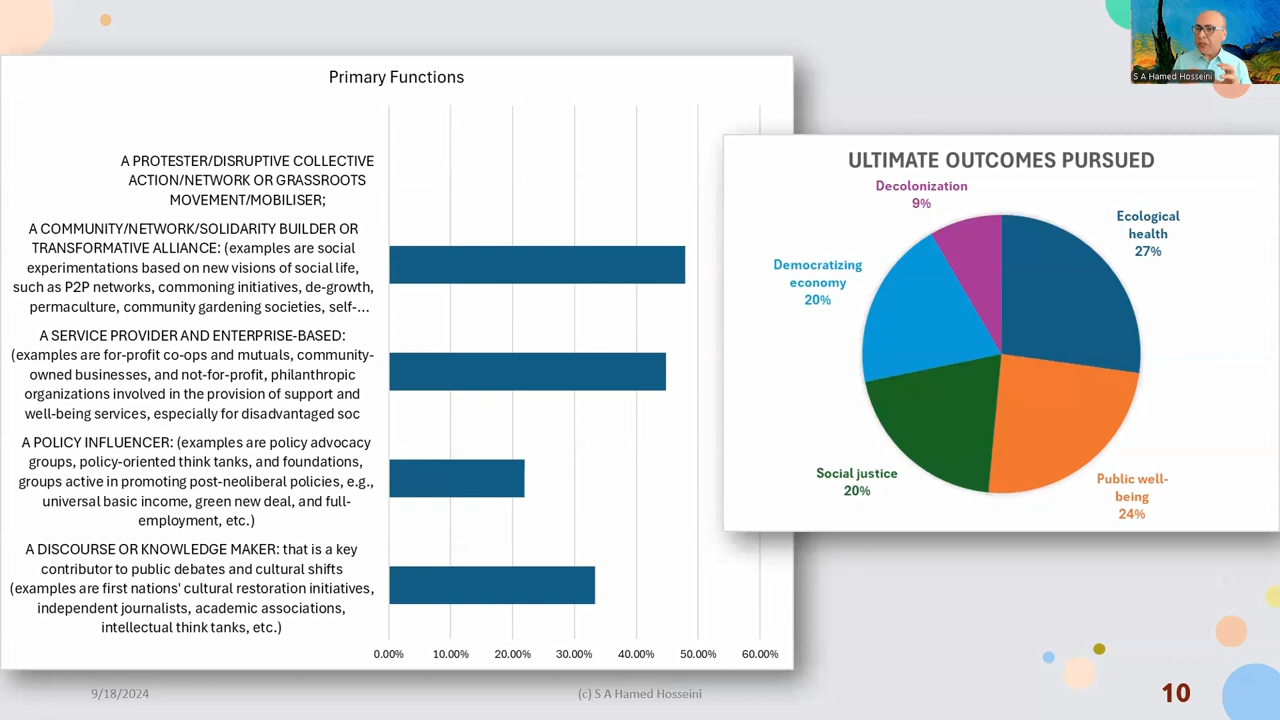 S A Hamed Hosseini
Primary Functions
A PROTESTER/DISRUPTIVE COLLECTIVE
ACTION/NETWORK OR GRASSROOTS
MOVEMENT/MOBILISER;
A COMMUNITY/NETWORK/SOLIDARITY BUILDER OR
TRANSFORMATIVE ALLIANCE: (examples are social
experimentations based on new visions of social life,
such as P2P networks, commoning initiatives, de-growth,
permaculture, community gardening societies, self-...
A SERVICE PROVIDER AND ENTERPRISE-BASED:
(examples are for-profit co-ops and mutuals, community-
owned businesses, and not-for-profit, philanthropic
organizations involved in the provision of support and
well-being services, especially for disadvantaged soc
A POLICY INFLUENCER: (examples are policy advocacy
groups, policy-oriented think tanks, and foundations,
groups active in promoting post-neoliberal policies, e.g.,
universal basic income, green new deal, and full-
employment, etc.)
A DISCOURSE OR KNOWLEDGE MAKER: that is a key
contributor to public debates and cultural shifts
(examples are first nations' cultural restoration initiatives,
independent journalists, academic associations,
intellectual think tanks, etc.)
0.00% 10.00% 20.00% 30.00% 40.00% 50.00% 60.00%
ULTIMATE OUTCOMES PURSUED
Decolonization
9%
Ecological
health
27%
Democratizing
economy
20%
Social justice
20%
Public well-
being
24%
9/18/2024
(c) S A Hamed Hosseini
10